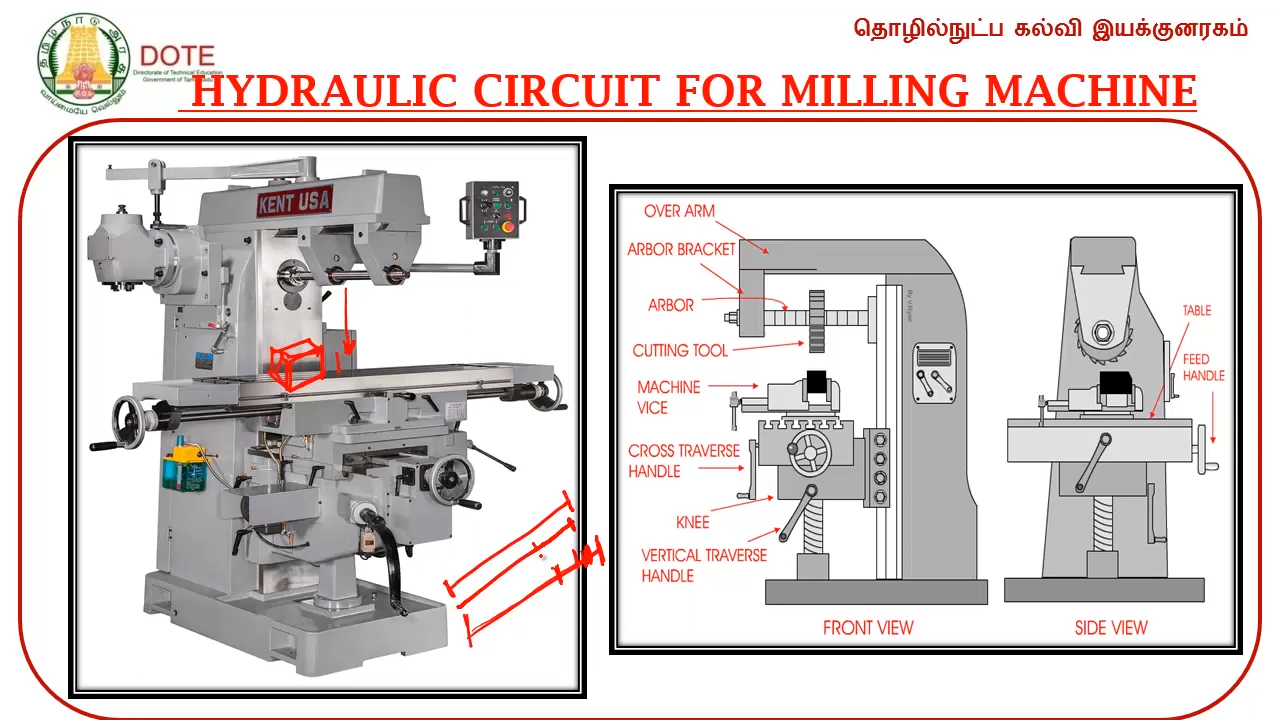 தொழில்நுட்ப கல்வி இயக்குனரகம்
DOTE
Directorate of Technical Education
Government of Tamilnadu
HYDRAULIC CIRCUIT FOR MILLING MACHINE
KENT USA
OVER ARM
ARBOR BRACKET
ARBOR
CUTTING TOOL
MACHINE
VICE
CROSS TRAVERSE
HANDLE
KNEE
VERTICAL TRAVERSE
HANDLE
FRONT VIEW
TABLE
FEED
HANDLE
SIDE VIEW